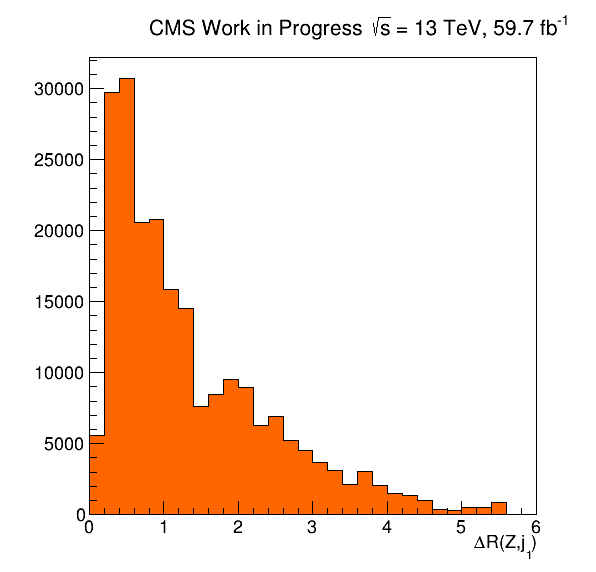 CMS Work in Progress √s = 13 TeV, 59.7 fb⁻¹
30000
25000
20000
15000
10000
5000
0
0 1 2 3 4 5 6
ΔR(Z,j₁)